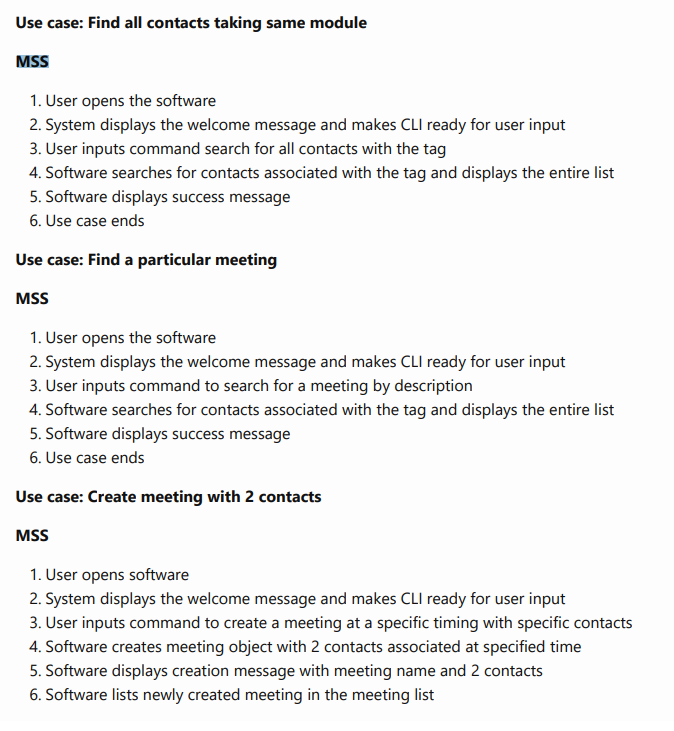 Use case: Find all contacts taking same module
MSS
1. User opens the software
2. System displays the welcome message and makes CLI ready for user input
3. User inputs command search for all contacts with the tag
4. Software searches for contacts associated with the tag and displays the entire list
5. Software displays success message
6. Use case ends
Use case: Find a particular meeting
MSS
1. User opens the software
2. System displays the welcome message and makes CLI ready for user input
3. User inputs command to search for a meeting by description
4. Software searches for contacts associated with the tag and displays the entire list
5. Software displays success message
6. Use case ends
Use case: Create meeting with 2 contacts
MSS
1. User opens software
2. System displays the welcome message and makes CLI ready for user input
3. User inputs command to create a meeting at a specific timing with specific contacts
4. Software creates meeting object with 2 contacts associated at specified time
5. Software displays creation message with meeting name and 2 contacts
6. Software lists newly created meeting in the meeting list